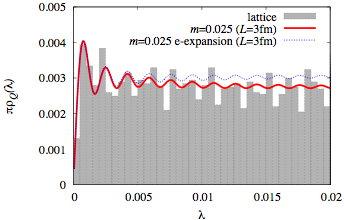 0.005
0.004
0.003
0.002
0.001
0
πρQ(λ)
lattice
m=0.025 (L=3fm)
m=0.025 e-expansion (L=3fm)
0 0.005 0.01 0.015 0.02
λ